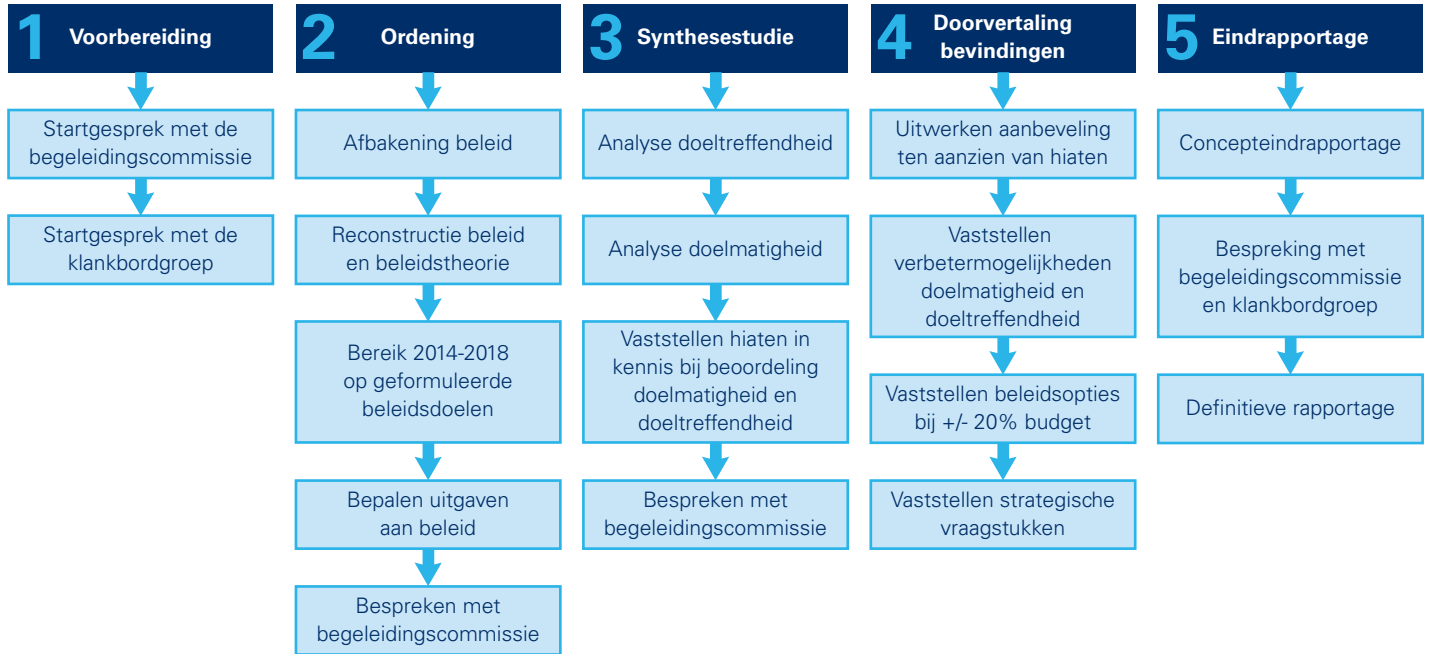 1 Voorbereiding
Startgesprek met de
begeleidingscommissie
Startgesprek met de
klankbordgroep
2 Ordening
Afbakening beleid
Reconstructie beleid
en beleidstheorie
Bereik 2014-2018
op geformuleerde
beleidsdoelen
Bepalen uitgaven
aan beleid
Bespreken met
begeleidingscommissie
3 Synthesestudie
Analyse doeltreffendheid
Analyse doelmatigheid
Vaststellen hiaten in
kennis bij beoordeling
doelmatigheid en
doeltreffendheid
Bespreken met
begeleidingscommissie
4 Doorvertaling
bevindingen
Uitwerken aanbeveling
ten aanzien van hiaten
Vaststellen
verbetermogelijkheden
doelmatigheid en
doeltreffendheid
Vaststellen beleidsopties
bij +/- 20% budget
Vaststellen strategische
vraagstukken
5 Eindrapportage
Concepteindrapportage
Bespreking met
begeleidingscommissie
en klankbordgroep
Definitieve rapportage